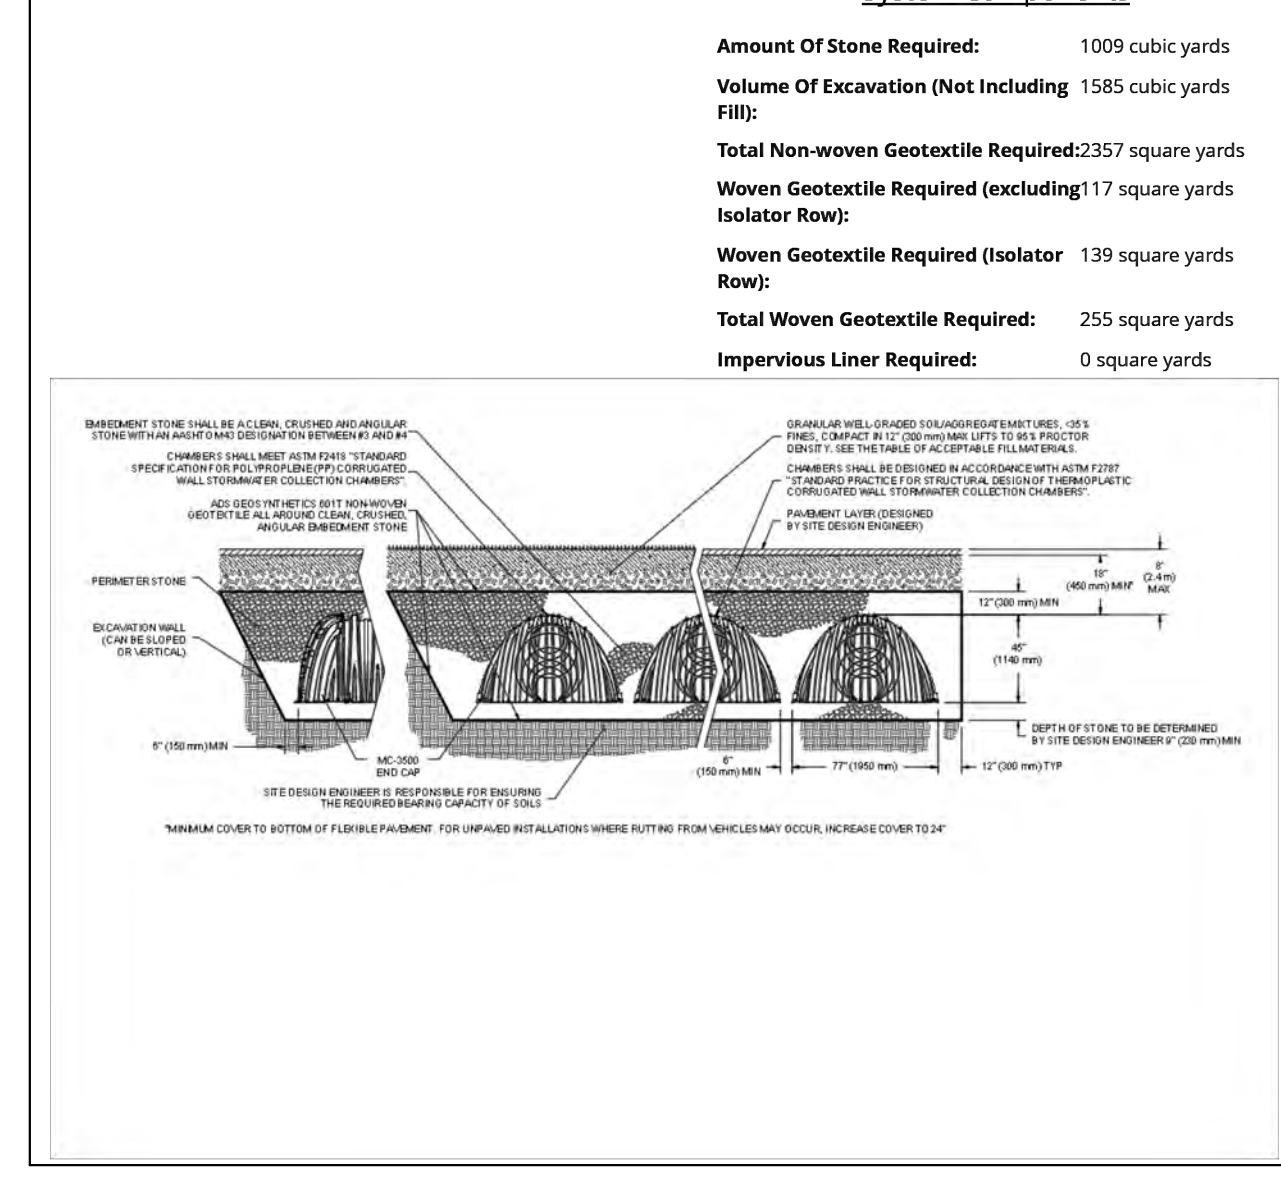 Amount Of Stone Required: 1009 cubic yards
Volume Of Excavation (Not Including 1585 cubic yards
Fill):
Total Non-woven Geotextile Required:2357 square yards
Woven Geotextile Required (excluding117 square yards
Isolator Row):
Woven Geotextile Required (Isolator 139 square yards
Row):
Total Woven Geotextile Required: 255 square yards
Impervious Liner Required: 0 square yards
EMBEDMENT STONE SHALL BE A CLEAN, CRUSHED AND ANGULAR
STONE WITH AN AASHTO M43 DESIGNATION BETWEEN #3 AND #4
CHAMBERS SHALL MEET ASTM F2418 "STANDARD
SPECIFICATION FOR POLYPROPLENE (PP) CORRUGATED
WALL STORMWATER COLLECTION CHAMBERS".
ADS GEOSYNTHETICS 601T NON-WOVEN
GEOTEXTILE ALL AROUND CLEAN, CRUSHED,
ANGULAR EMBEDMENT STONE
GRANULAR WELL-GRADED SOIL/AGGREGATE MIXTURES, <35%
FINES, COMPACT IN 12" (300 mm) MAX LIFTS TO 95% PROCTOR
DENSITY. SEE THE TABLE OF ACCEPTABLE FILL MATERIALS.
CHAMBERS SHALL BE DESIGNED IN ACCORDANCE WITH ASTM F2787
"STANDARD PRACTICE FOR STRUCTURAL DESIGN OF THERMOPLASTIC
CORRUGATED WALL STORMWATER COLLECTION CHAMBERS".
PAVEMENT LAYER (DESIGNED
BY SITE DESIGN ENGINEER)
PERIMETER STONE
EXCAVATION WALL
(CAN BE SLOPED
OR VERTICAL)
8'
(2.4 m)
MAX
18"
(450 mm) MIN*
12" (300 mm) MIN
45"
(1140 mm)
DEPTH OF STONE TO BE DETERMINED
BY SITE DESIGN ENGINEER 9" (230 mm) MIN
6" (150 mm) MIN
MC-3500
END CAP
6"
(150 mm) MIN
77" (1950 mm)
12" (300 mm) TYP
SITE DESIGN ENGINEER IS RESPONSIBLE FOR ENSURING
THE REQUIRED BEARING CAPACITY OF SOILS
*MINIMUM COVER TO BOTTOM OF FLEXIBLE PAVEMENT. FOR UNPAVED INSTALLATIONS WHERE RUTTING FROM VEHICLES MAY OCCUR, INCREASE COVER TO 24"